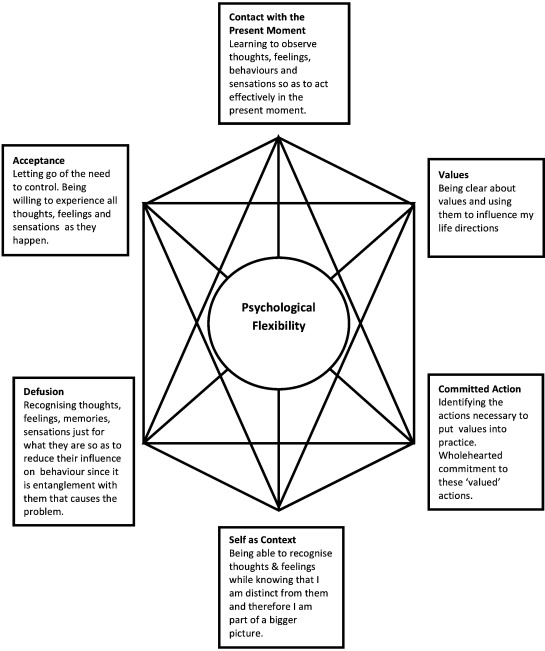 Contact with the
Present Moment
Learning to observe
thoughts, feelings,
behaviours and
sensations so as to act
effectively in the
present moment.
Acceptance
Letting go of the need
to control. Being
willing to experience all
thoughts, feelings and
sensations as they
happen.
Values
Being clear about
values and using
them to influence my
life directions
Psychological
Flexibility
Defusion
Recognising thoughts,
feelings, memories,
sensations just for
what they are so as to
reduce their influence
on behaviour since it
is entanglement with
them that causes the
problem.
Committed Action
Identifying the
actions necessary to
put values into
practice.
Wholehearted
commitment to
these ‘valued’
actions.
Self as Context
Being able to recognise
thoughts & feelings
while knowing that I
am distinct from them
and therefore I am
part of a bigger
picture.